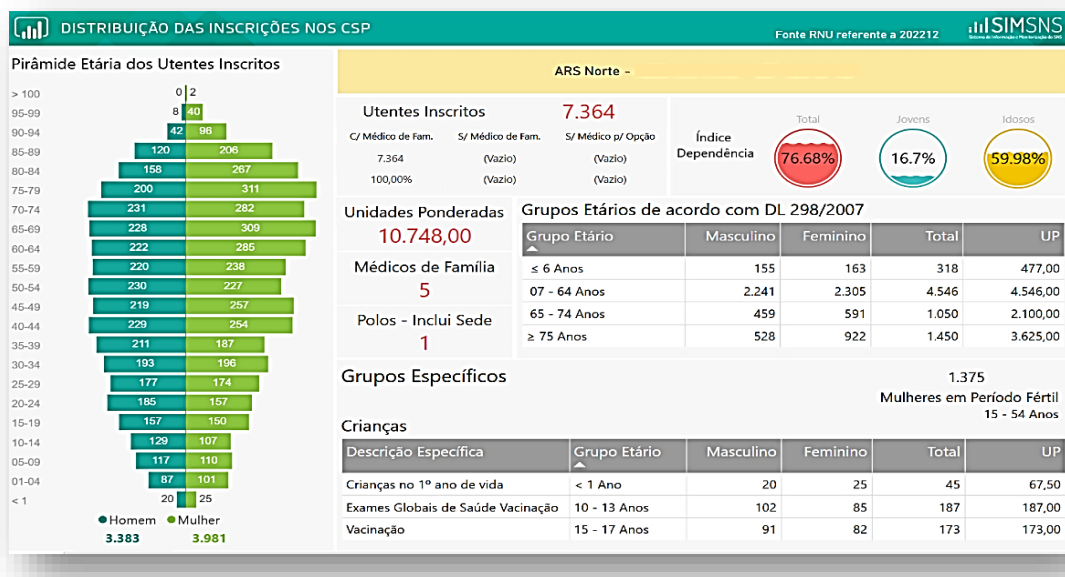 DISTRIBUIÇÃO DAS INSCRIÇÕES NOS CSP
Fonte RNU referente a 202212
SIMSNS
Pirâmide Etária dos Utentes Inscritos
> 100 0 2
95-99 8 40
90-94 42 96
85-89 120 206
80-84 158 267
75-79 200 311
70-74 231 282
65-69 228 309
60-64 222 285
55-59 220 238
50-54 230 227
45-49 219 257
40-44 229 254
35-39 211 187
30-34 193 196
25-29 177 174
20-24 185 157
15-19 157 150
10-14 129 107
05-09 117 110
01-04 87 101
< 1 20 25
Homem Mulher
3.383 3.981
ARS Norte -
Utentes Inscritos 7.364
C/ Médico de Fam. S/ Médico de Fam. S/ Médico p/ Opção
7.364 (Vazio) (Vazio)
100,00% (Vazio) (Vazio)
Índice
Dependência
Total Jovens Idosos
76.68% 16.7% 59.98%
Unidades Ponderadas
10.748,00
Médicos de Família
5
Polos - Inclui Sede
1
Grupos Etários de acordo com DL 298/2007
Grupo Etário Masculino Feminino Total UP
≤ 6 Anos 155 163 318 477,00
07 - 64 Anos 2.241 2.305 4.546 4.546,00
65 - 74 Anos 459 591 1.050 2.100,00
≥ 75 Anos 528 922 1.450 3.625,00
Grupos Específicos
1.375
Mulheres em Período Fértil
15 - 54 Anos
Crianças
Descrição Específica Grupo Etário Masculino Feminino Total UP
Crianças no 1º ano de vida < 1 Ano 20 25 45 67,50
Exames Globais de Saúde Vacinação 10 - 13 Anos 102 85 187 187,00
Vacinação 15 - 17 Anos 91 82 173 173,00